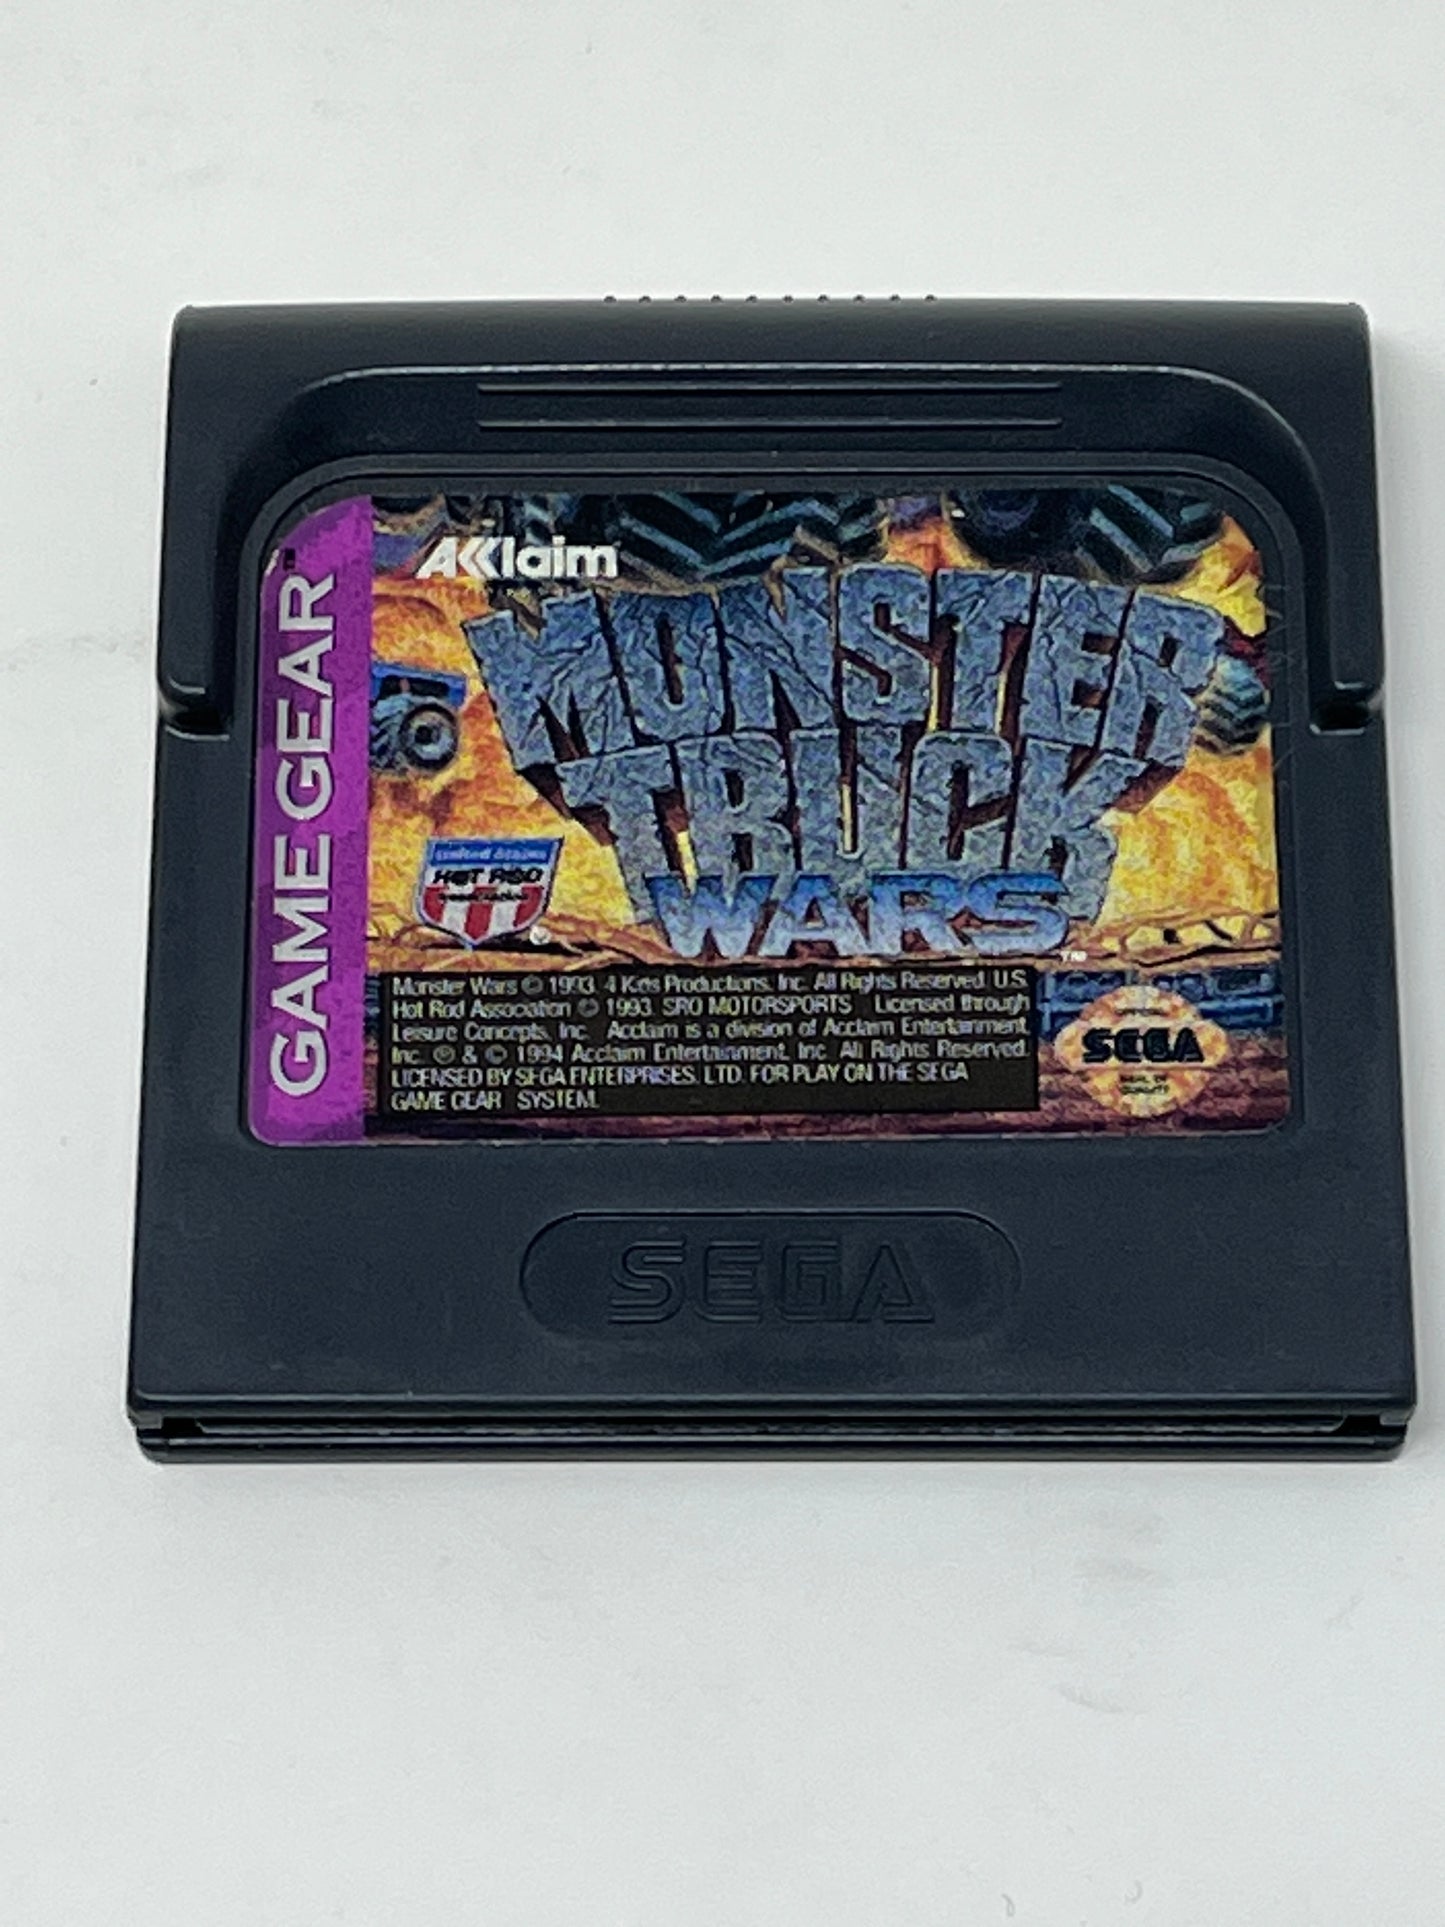 GAME GEAR
AKKlaim
MONSTER
TRUCK
WARS
TM
HOT ROD
Monster Wars © 1993 4 Kids Productions, Inc. All Rights Reserved. U.S.
Hot Rod Association © 1993. SRO MOTORSPORTS Licensed through
Leisure Concepts, Inc. Acclaim is a division of Acclaim Entertainment,
Inc. ® & © 1994 Acclaim Entertainment, Inc. All Rights Reserved.
LICENSED BY SEGA ENTERPRISES, LTD. FOR PLAY ON THE SEGA
GAME GEAR SYSTEM.
SEGA
SEGA